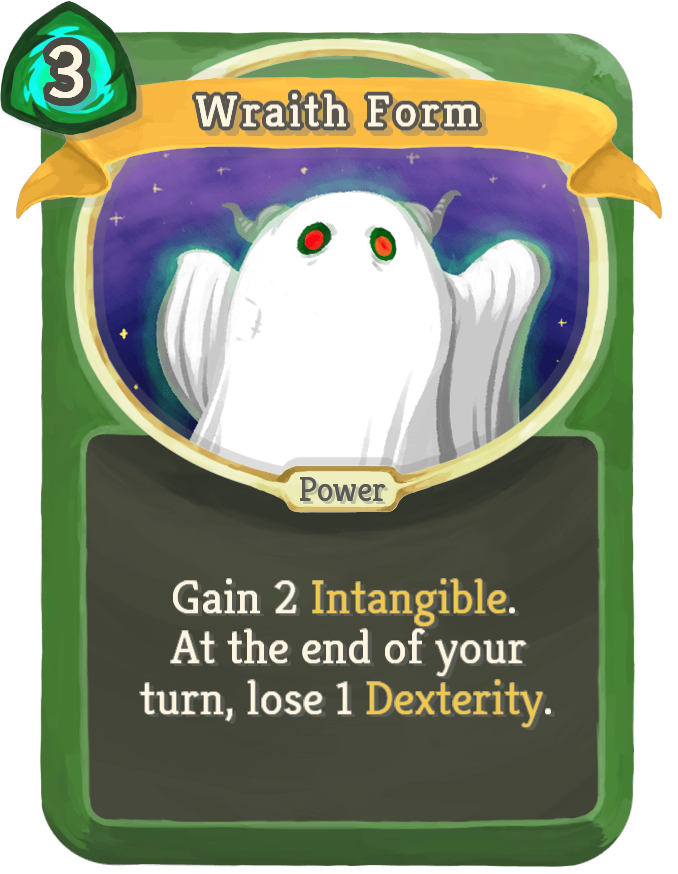 3
Wraith Form
Power
Gain 2 Intangible.
At the end of your
turn, lose 1 Dexterity.